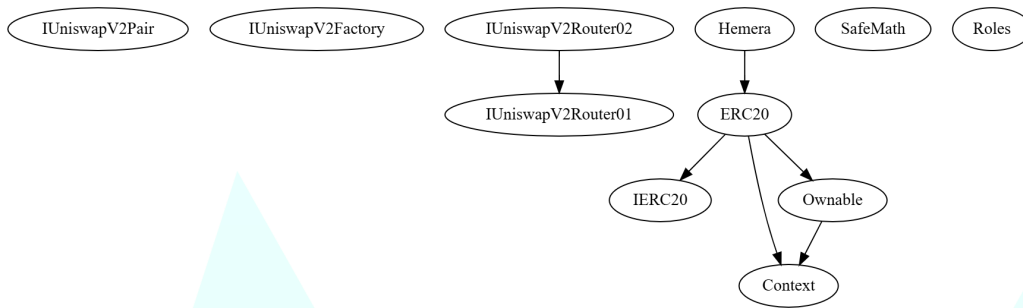 IUniswapV2Pair
IUniswapV2Factory
IUniswapV2Router02
Hemera
SafeMath
Roles
IUniswapV2Router01
ERC20
IERC20
Ownable
Context